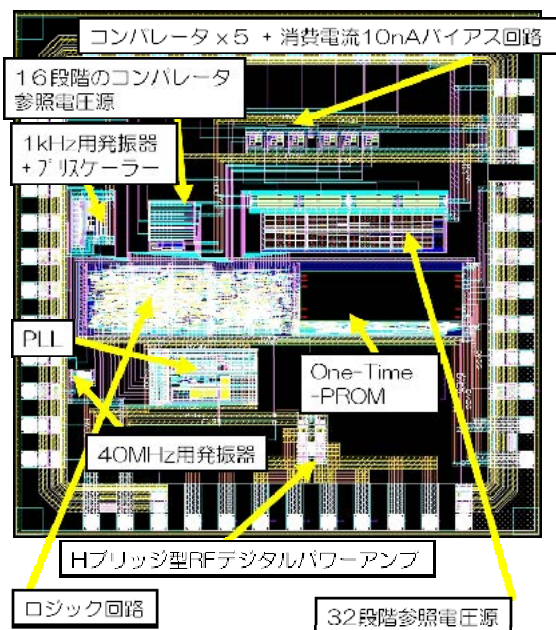 コンパレータ x5 + 消費電流10nAバイアス回路
16段階のコンパレータ
参照電圧源
1kHz用発振器
+プリスケーラー
PLL
One-Time
-PROM
40MHz用発振器
Hブリッジ型RFデジタルパワーアンプ
ロジック回路
32段階参照電圧源